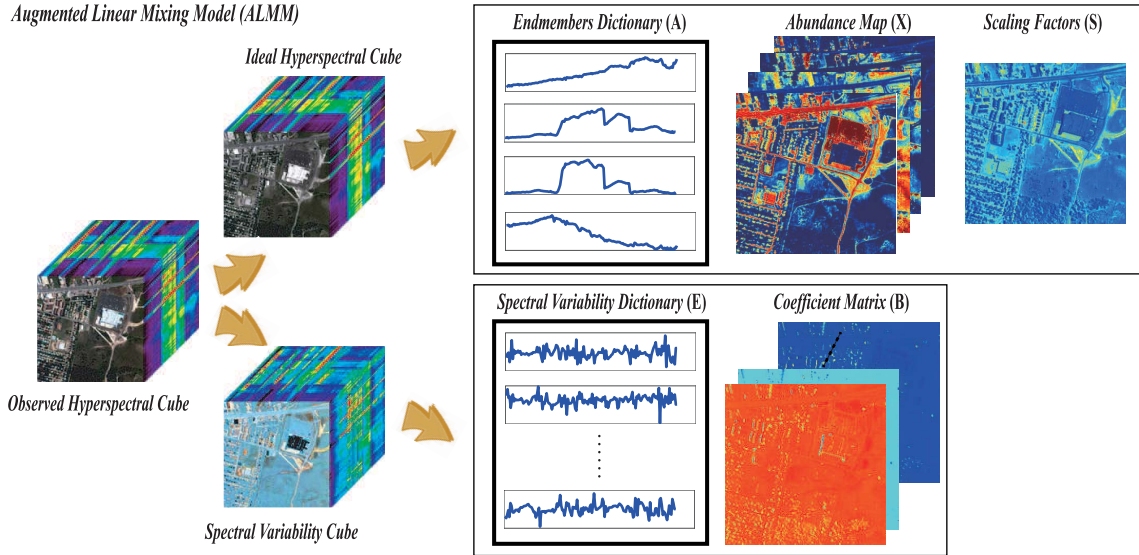 Augmented Linear Mixing Model (ALMM)
Ideal Hyperspectral Cube
Observed Hyperspectral Cube
Spectral Variability Cube
Endmembers Dictionary (A)
Abundance Map (X)
Scaling Factors (S)
Spectral Variability Dictionary (E)
Coefficient Matrix (B)